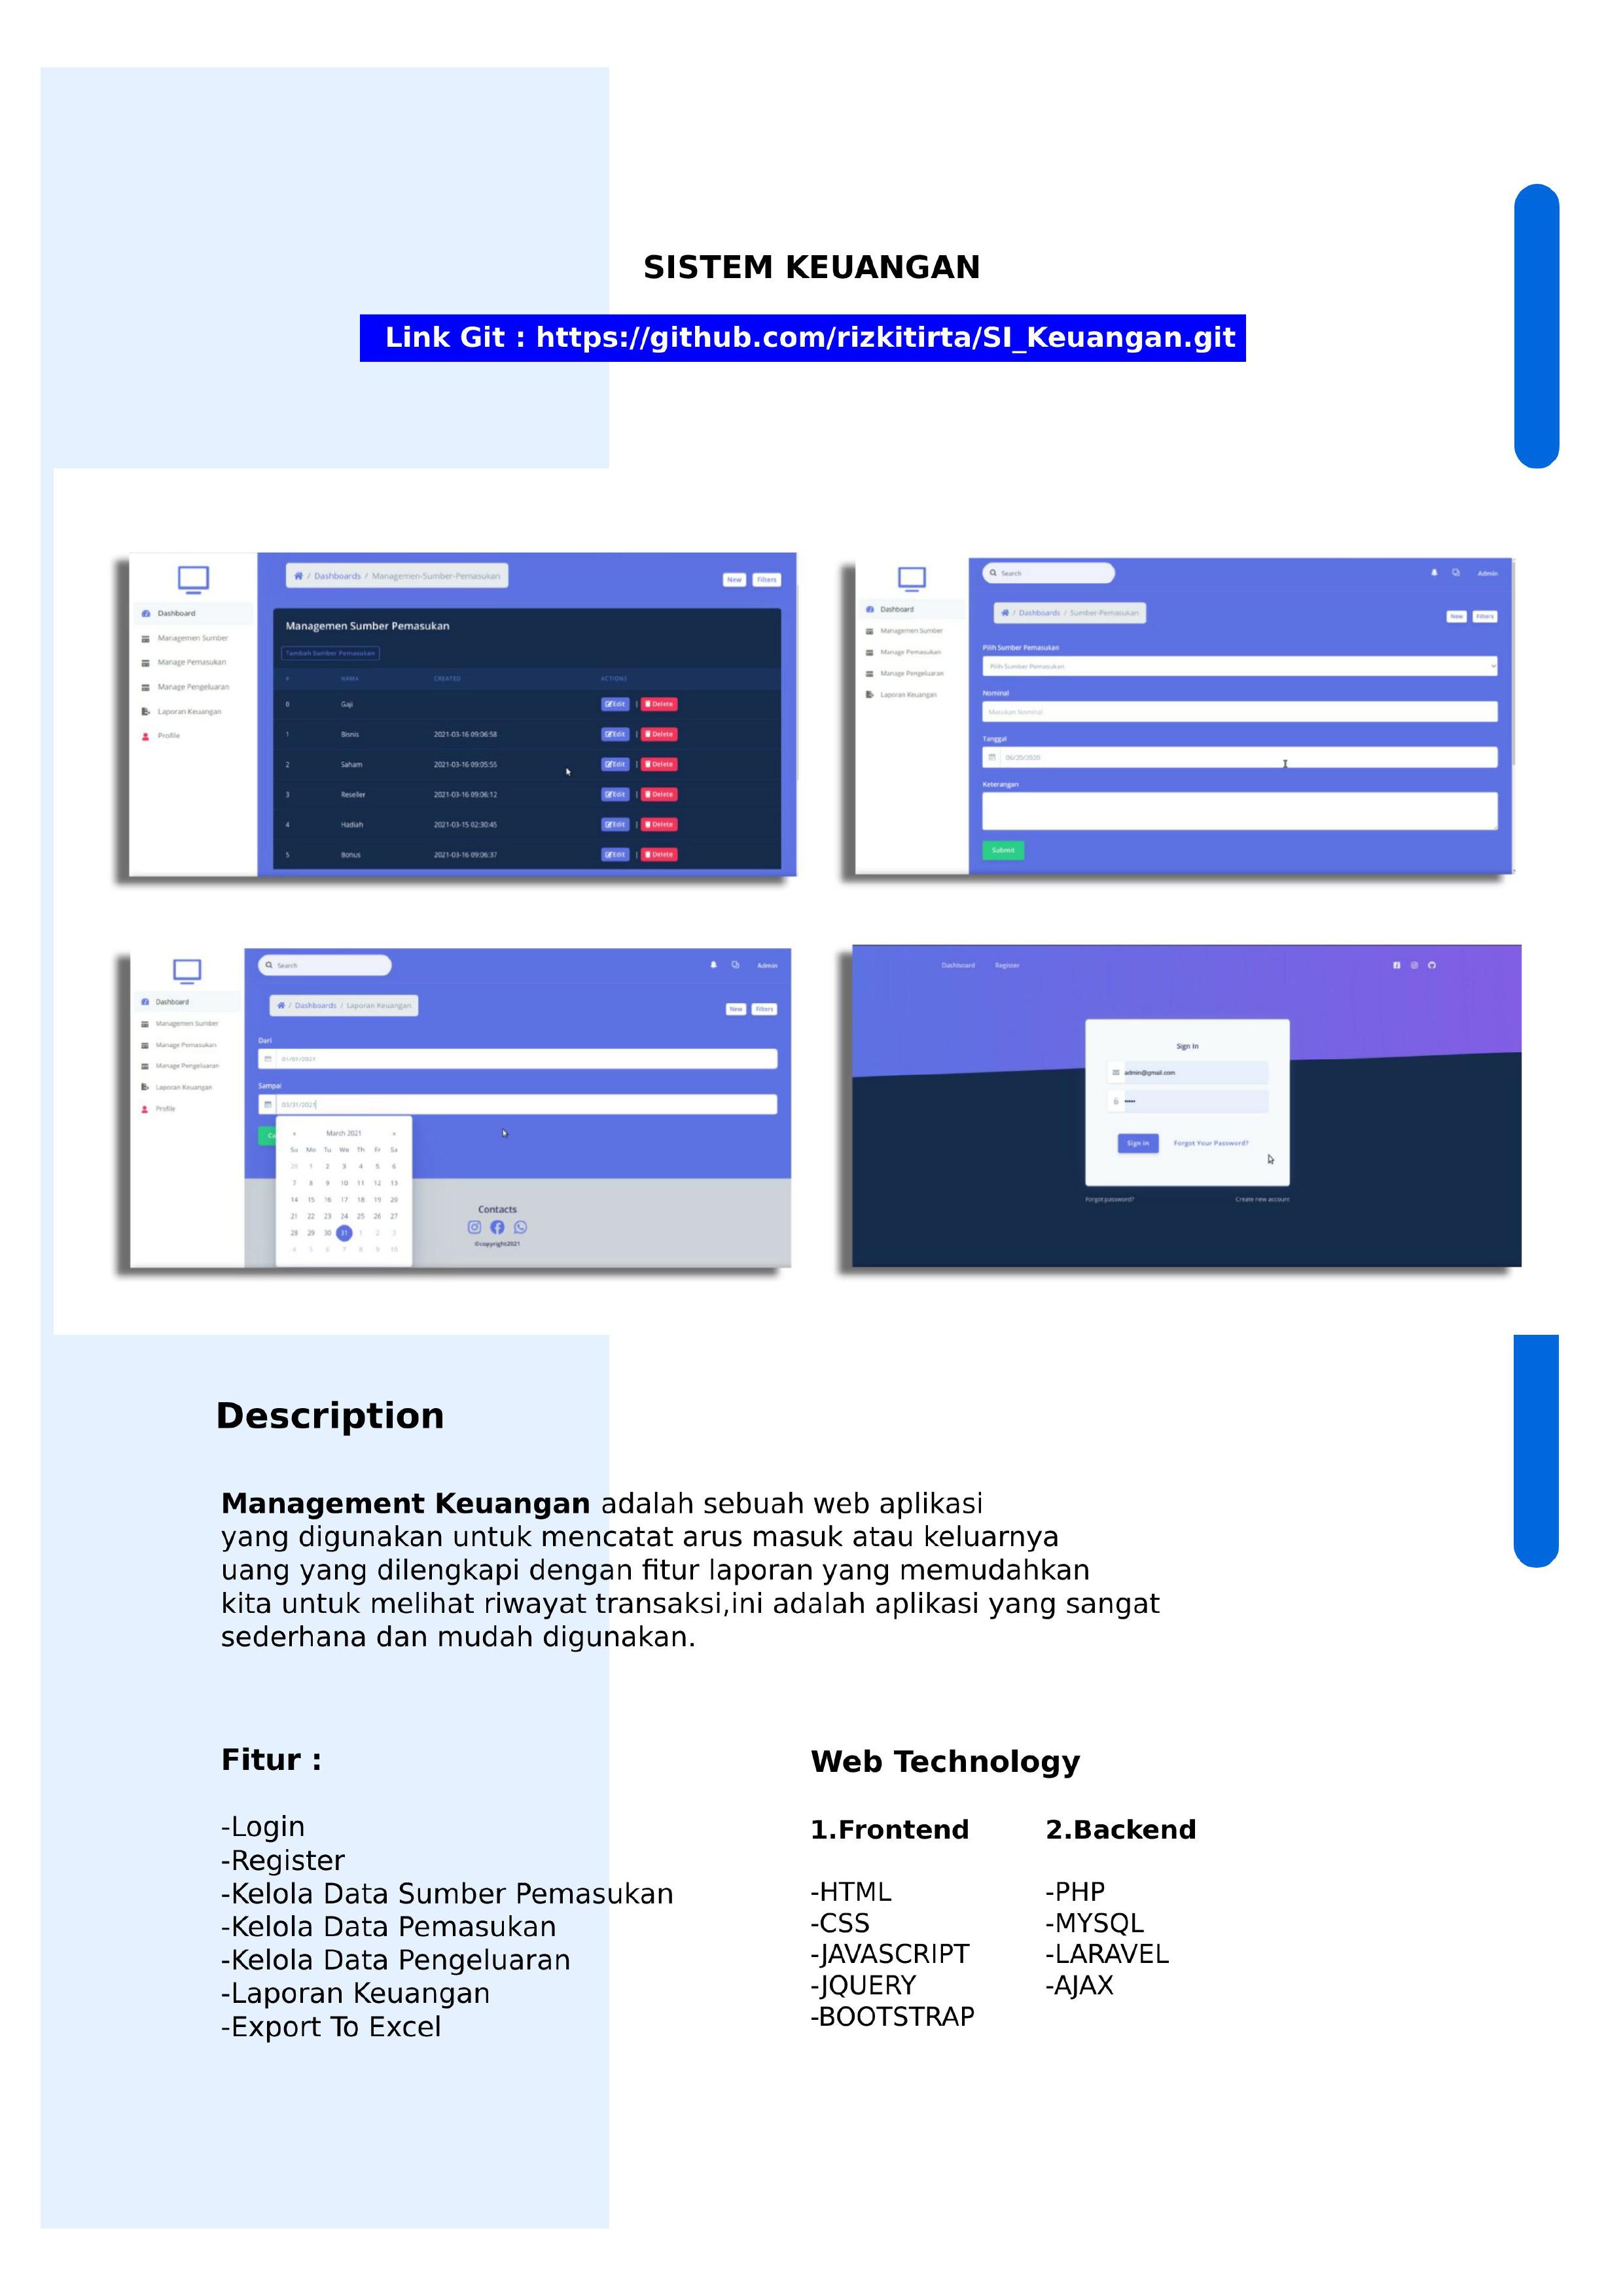 SISTEM KEUANGAN
Link Git : https://github.com/rizkitirta/SI_Keuangan.git
/ Dashboards / Managemen-Sumber-Pemasukan
New Filters
Dashboard
Managemen Sumber
Manage Pemasukan
Manage Pengeluaran
Laporan Keuangan
Profile
Managemen Sumber Pemasukan
Tambah Sumber Pemasukan
# NAMA CREATED ACTIONS
0 Gaji Edit | Delete
1 Bisnis 2021-03-16 09:06:58 Edit | Delete
2 Saham 2021-03-16 09:05:55 Edit | Delete
3 Reseller 2021-03-16 09:06:12 Edit | Delete
4 Hadiah 2021-03-15 02:30:45 Edit | Delete
5 Bonus 2021-03-16 09:06:37 Edit | Delete
Search
Admin
/ Dashboards / Sumber-Pemasukan
New Filters
Dashboard
Managemen Sumber
Manage Pemasukan
Manage Pengeluaran
Laporan Keuangan
Pilih Sumber Pemasukan
Pilih Sumber Pemasukan
Nominal
Masukan Nominal
Tanggal
06/20/2020
Keterangan
Submit
Search
Admin
/ Dashboards / Laporan Keuangan
New Filters
Dashboard
Managemen Sumber
Manage Pemasukan
Manage Pengeluaran
Laporan Keuangan
Profile
Dari
01/01/2021
Sampai
03/31/2021
« March 2021 »
Su Mo Tu We Th Fr Sa
28 1 2 3 4 5 6
7 8 9 10 11 12 13
14 15 16 17 18 19 20
21 22 23 24 25 26 27
28 29 30 31 1 2 3
4 5 6 7 8 9 10
Contacts
©copyright2021
Dashboard Register
Sign In
admin@gmail.com
•••••
Sign in Forgot Your Password?
Forgot password? Create new account
Description
Management Keuangan adalah sebuah web aplikasi
yang digunakan untuk mencatat arus masuk atau keluarnya
uang yang dilengkapi dengan fitur laporan yang memudahkan
kita untuk melihat riwayat transaksi,ini adalah aplikasi yang sangat
sederhana dan mudah digunakan.
Fitur :
-Login
-Register
-Kelola Data Sumber Pemasukan
-Kelola Data Pemasukan
-Kelola Data Pengeluaran
-Laporan Keuangan
-Export To Excel
Web Technology
1.Frontend
-HTML
-CSS
-JAVASCRIPT
-JQUERY
-BOOTSTRAP
2.Backend
-PHP
-MYSQL
-LARAVEL
-AJAX